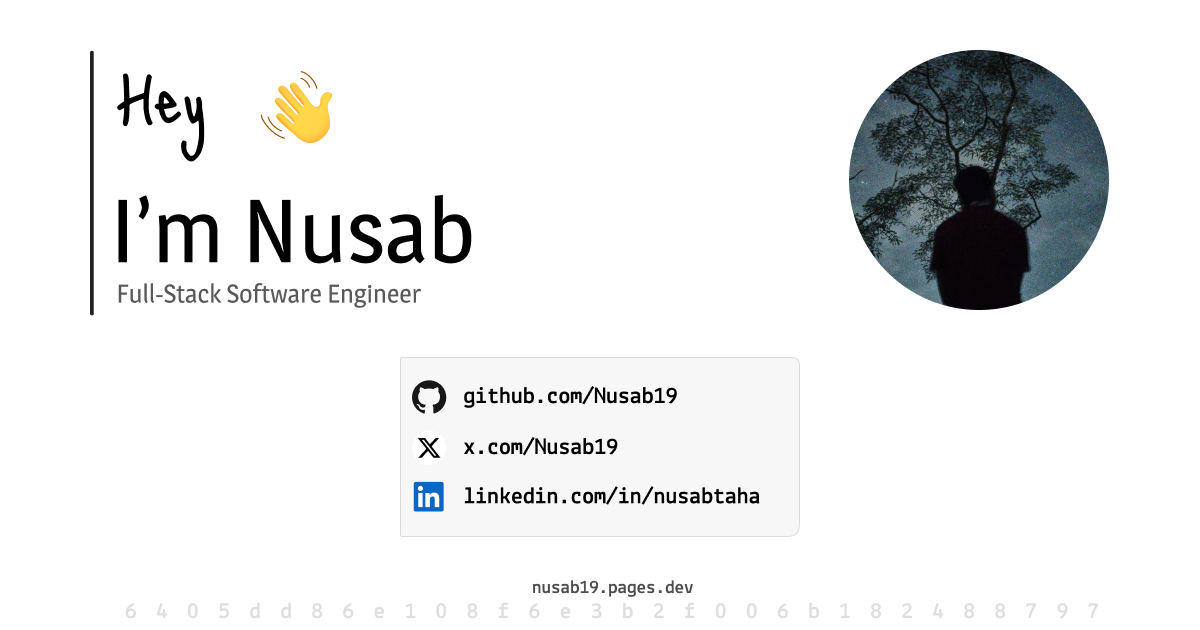 Hey 👋
I'm Nusab
Full-Stack Software Engineer
github.com/Nusab19
x.com/Nusab19
linkedin.com/in/nusabtaha
nusab19.pages.dev
6 4 0 5 d d 8 6 e 1 0 8 f 6 e 3 b 2 f 0 0 6 b 1 8 2 4 8 8 7 9 7